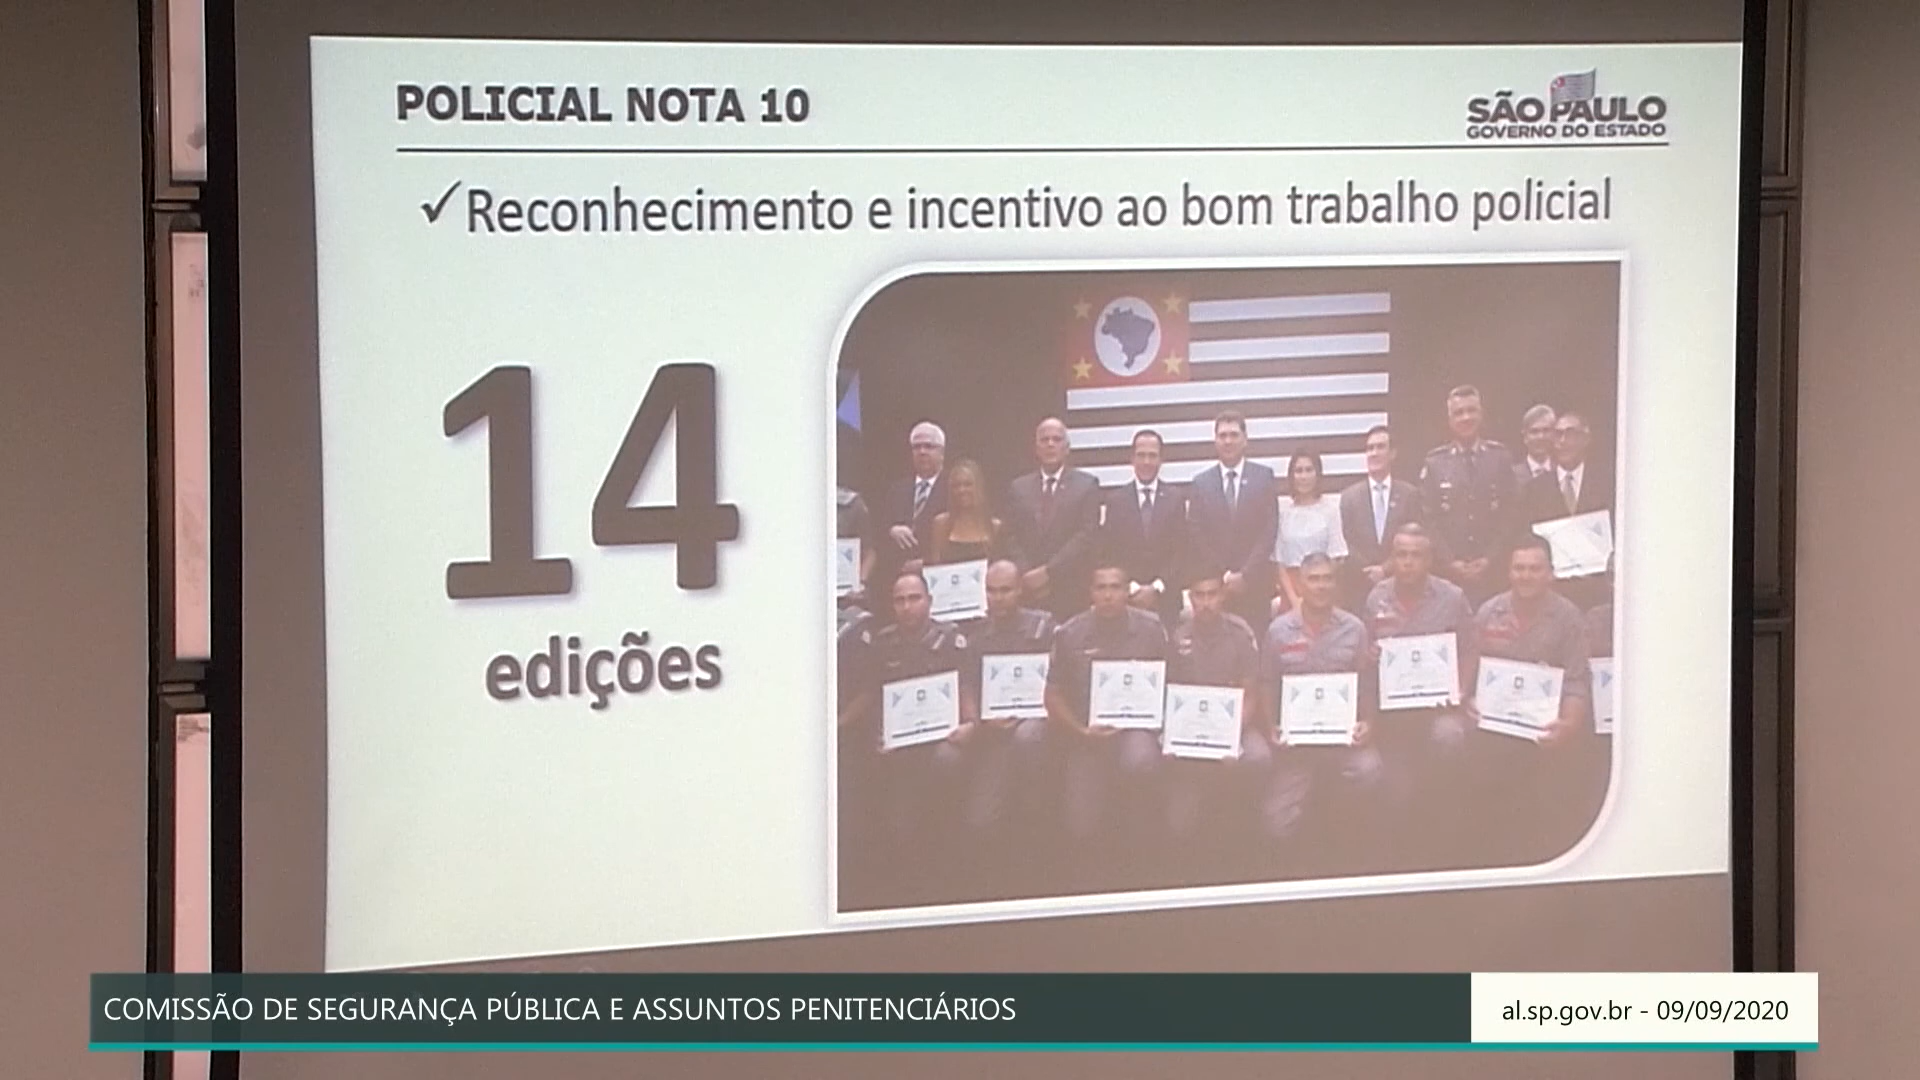 POLICIAL NOTA 10
SÃO PAULO
GOVERNO DO ESTADO
✓Reconhecimento e incentivo ao bom trabalho policial
14
edições
COMISSÃO DE SEGURANÇA PÚBLICA E ASSUNTOS PENITENCIÁRIOS
al.sp.gov.br - 09/09/2020